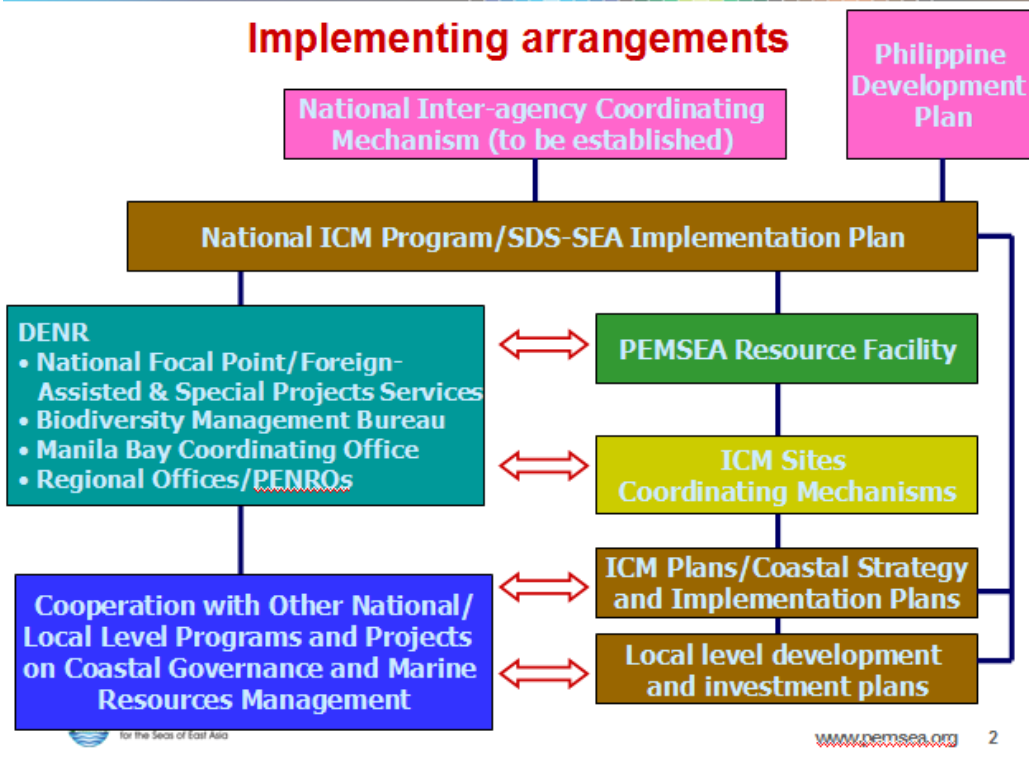 Implementing arrangements
Philippine
Development
Plan
National Inter-agency Coordinating
Mechanism (to be established)
National ICM Program/SDS-SEA Implementation Plan
DENR
• National Focal Point/Foreign-
Assisted & Special Projects Services
• Biodiversity Management Bureau
• Manila Bay Coordinating Office
• Regional Offices/PENROs
PEMSEA Resource Facility
ICM Sites
Coordinating Mechanisms
ICM Plans/Coastal Strategy
and Implementation Plans
Cooperation with Other National/
Local Level Programs and Projects
on Coastal Governance and Marine
Resources Management
Local level development
and investment plans
for the Seas of East Asia
www.pemsea.org 2